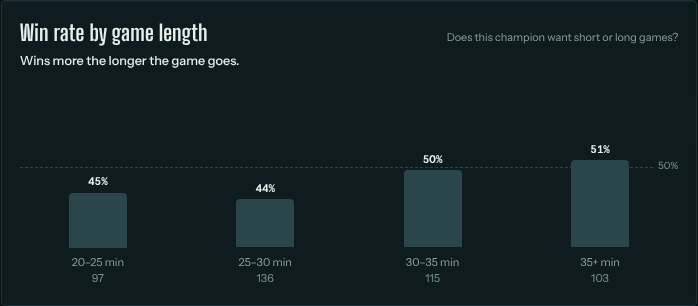 Win rate by game length
Does this champion want short or long games?
Wins more the longer the game goes.
45%
44%
50%
51%
50%
20–25 min
25–30 min
30–35 min
35+ min
97
136
115
103